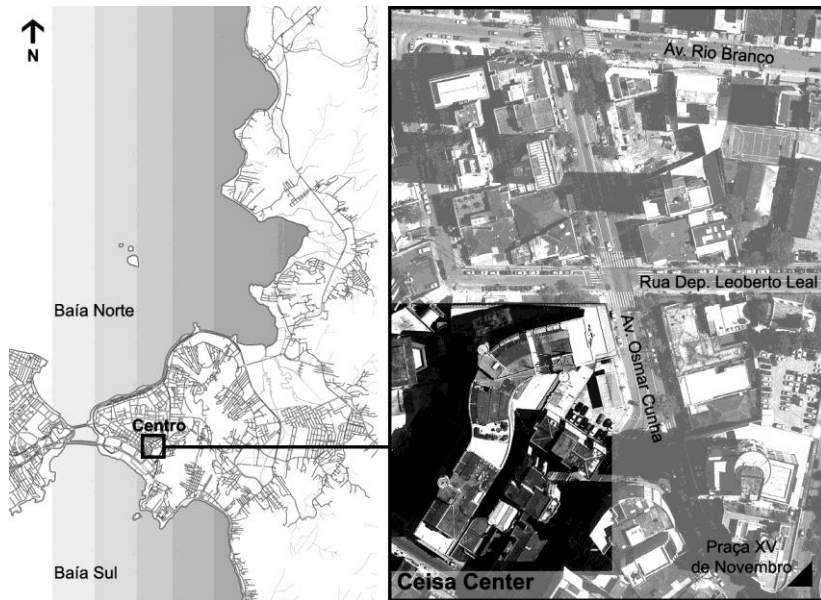 N
Baía Norte
Centro
Baía Sul
Av. Rio Branco
Rua Dep. Leoberto Leal
Av. Osmar Cunha
Praça XV
de Novembro
Ceisa Center